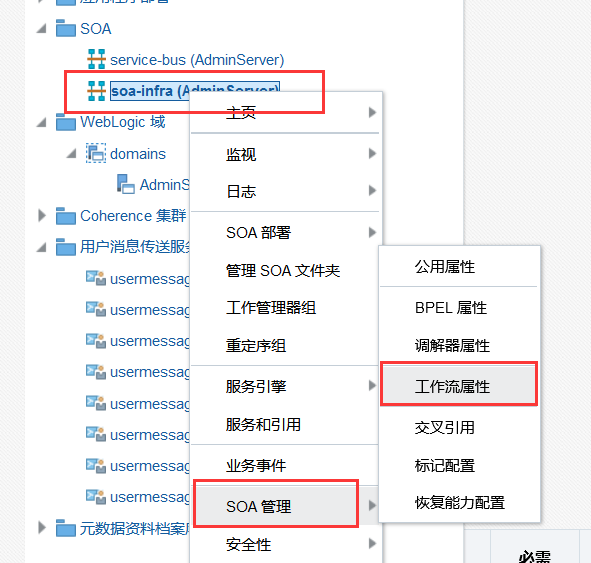 SOA
service-bus (AdminServer)
soa-infra (AdminServer)
WebLogic 域
domains
AdminS
Coherence 集群
用户消息传送服务
usermessag
usermessag
usermessag
usermessag
usermessag
usermessag
usermessag
usermessag
元数据资料档案库
主页
监视
日志
SOA 部署
管理 SOA 文件夹
工作管理器组
重定序组
服务引擎
服务和引用
业务事件
SOA 管理
安全性
公用属性
BPEL 属性
调解器属性
工作流属性
交叉引用
标记配置
恢复能力配置
必需